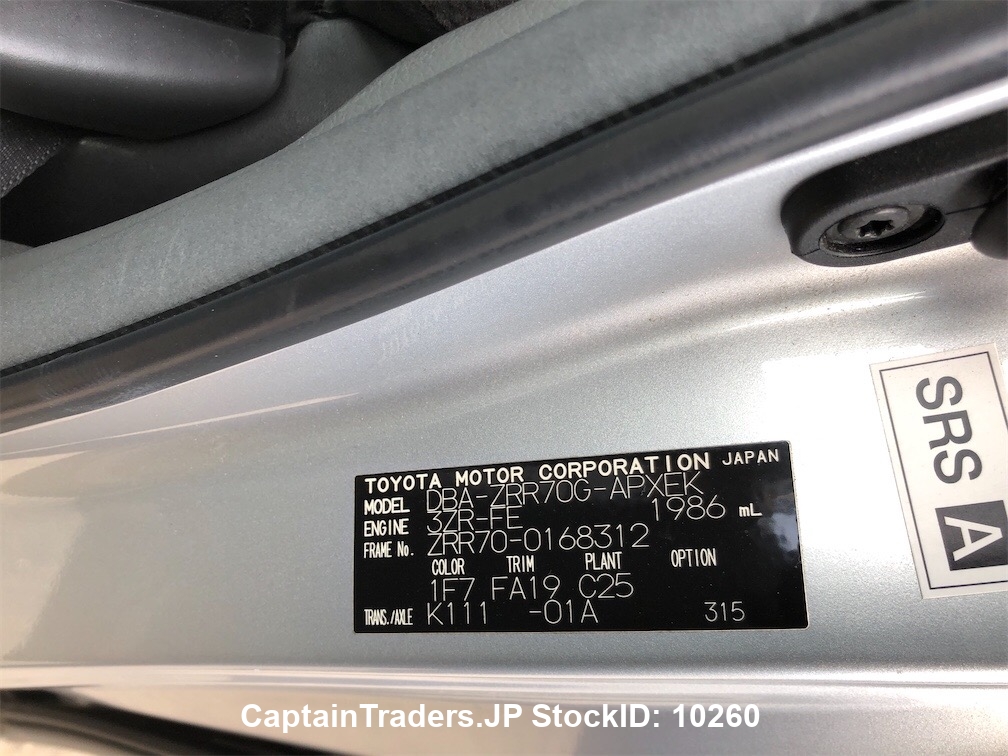 TOYOTA MOTOR CORPORATION JAPAN
MODEL DBA-ZRR70G-APXEK
ENGINE 3ZR-FE 1986 mL
FRAME No. ZRR70-0168312
COLOR TRIM PLANT OPTION
1F7 FA19 C25
TRANS./AXLE K111 -01A 315
SRS A
CaptainTraders.JP StockID: 10260